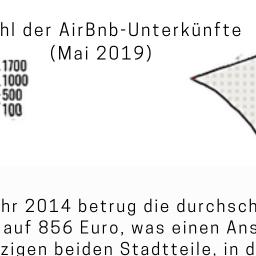 hl der AirBnb-Unterkünfte
(Mai 2019)
1700
1000
500
100
hr 2014 betrug die durchsch
auf 856 Euro, was einen Ans
zigen beiden Stadtteile, in d